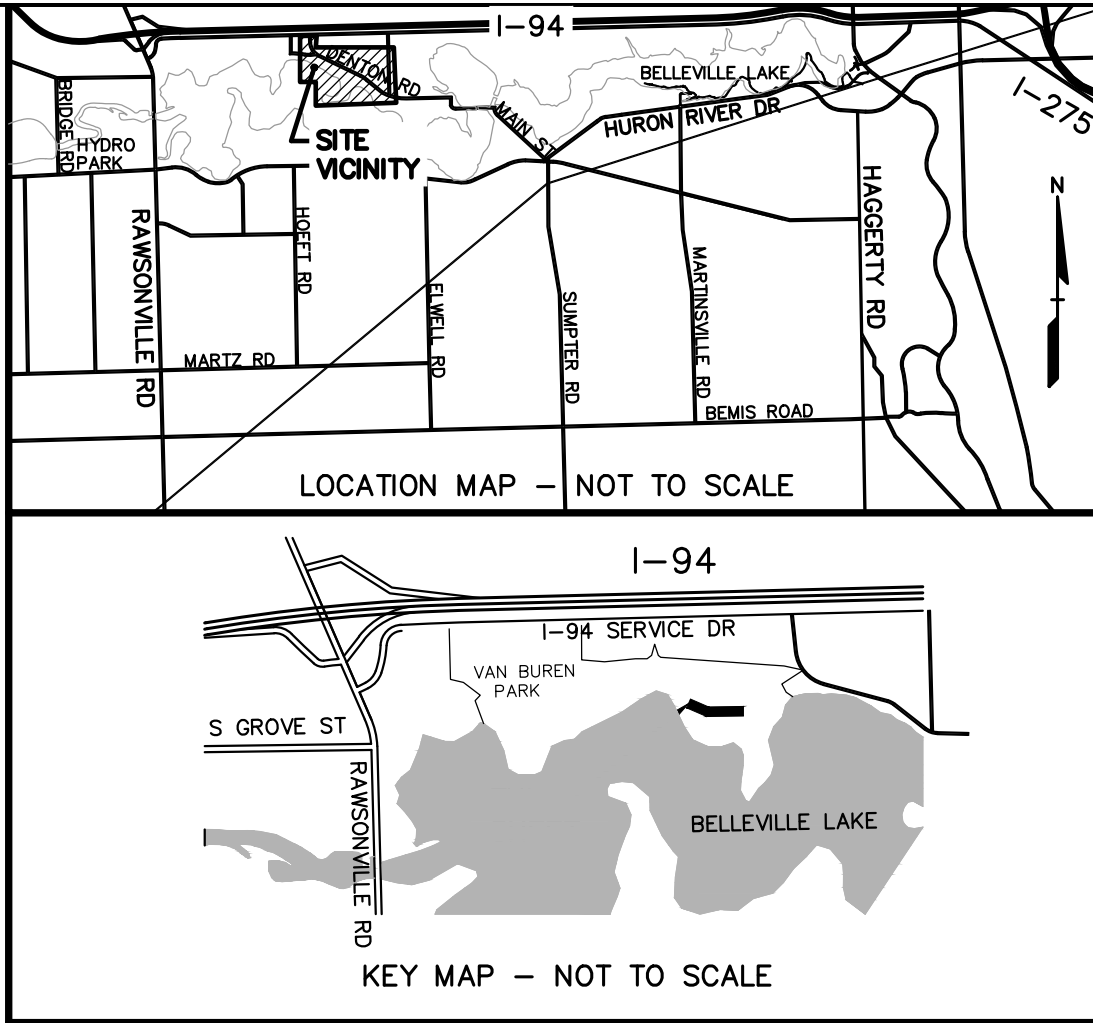 I-94
DENTON RD
BELLEVILLE LAKE
I-275
BRIDGE RD
HYDRO
PARK
SITE
VICINITY
MAIN ST
HURON RIVER DR
N
RAWSONVILLE RD
HOEFT RD
ELWELL RD
SUMPTER RD
MARTINSVILLE RD
HAGGERTY RD
MARTZ RD
BEMIS ROAD
LOCATION MAP - NOT TO SCALE
I-94
I-94 SERVICE DR
VAN BUREN
PARK
S GROVE ST
RAWSONVILLE RD
BELLEVILLE LAKE
KEY MAP - NOT TO SCALE